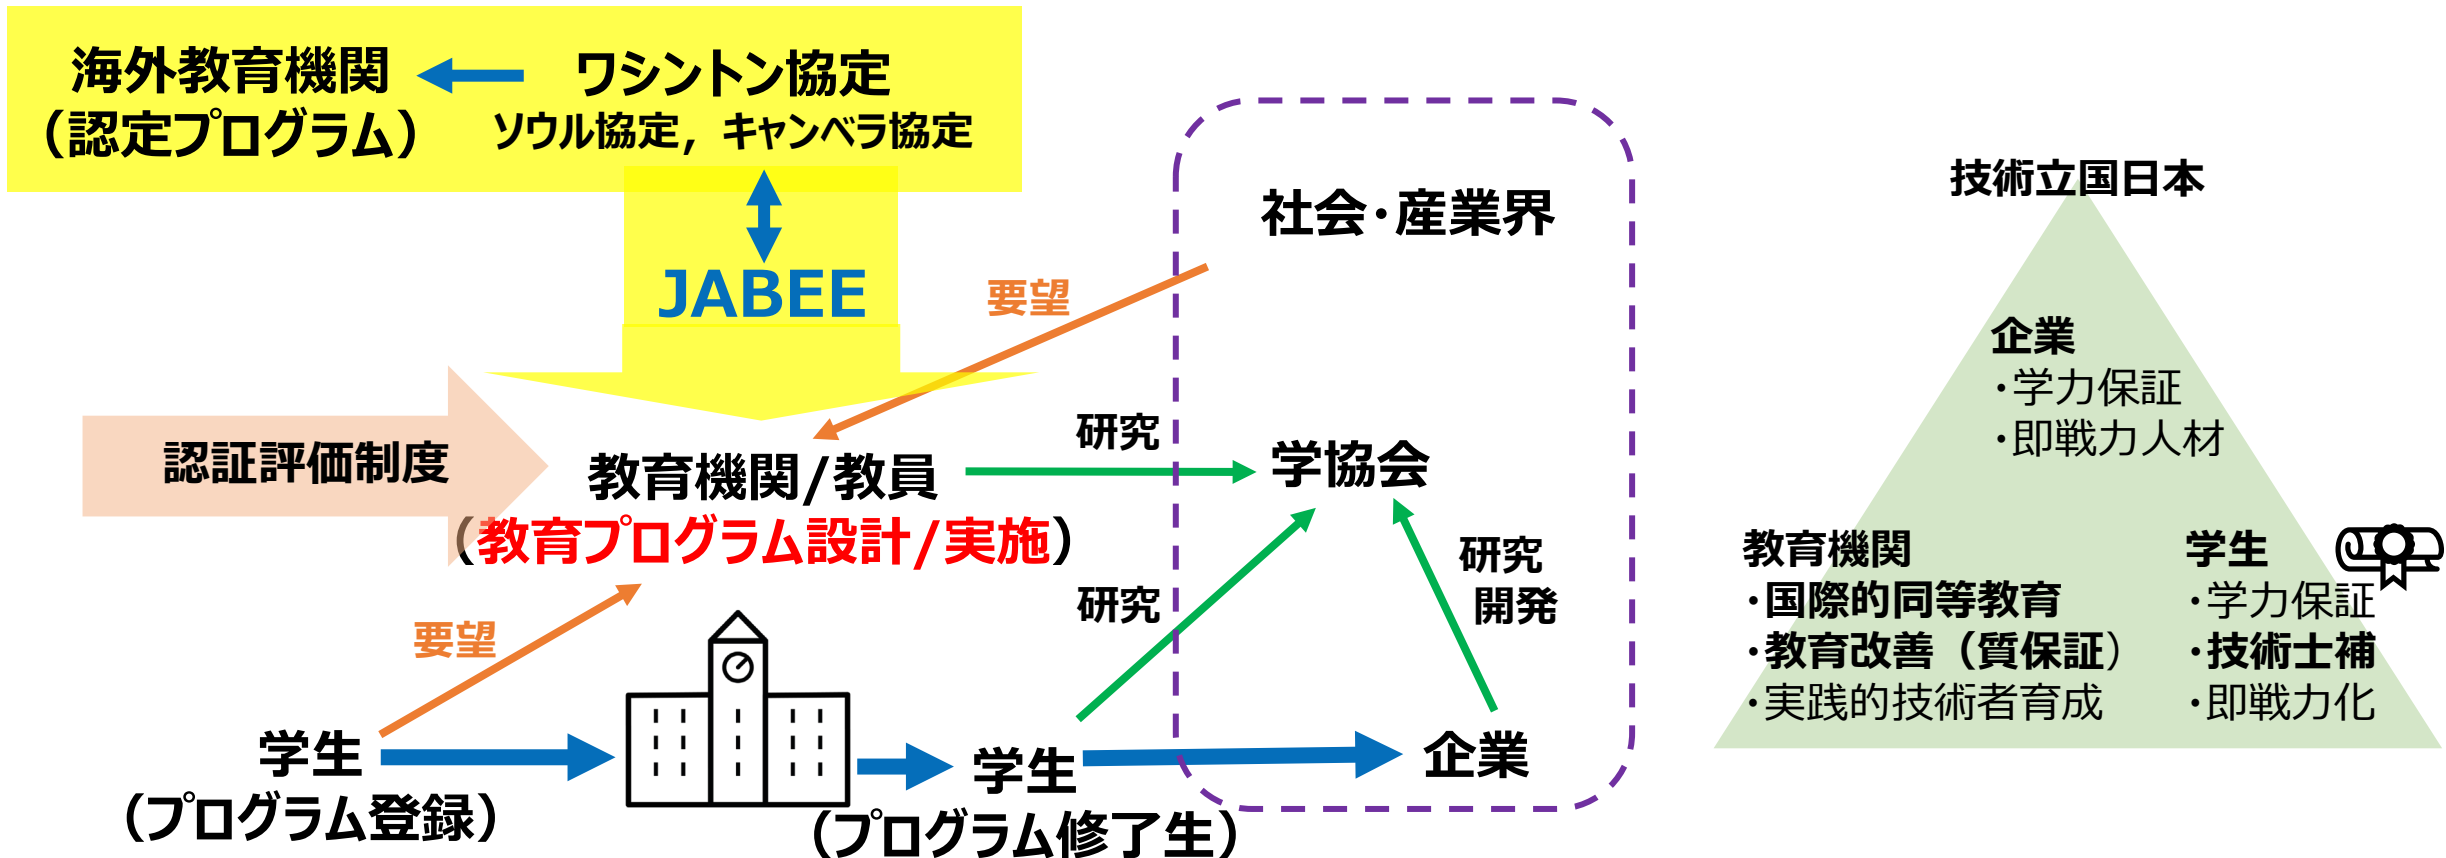 海外教育機関
（認定プログラム）
ワシントン協定
ソウル協定，キャンベラ協定
JABEE
要望
社会･産業界
認証評価制度
教育機関/教員
（教育プログラム設計/実施）
研究
学協会
研究
研究
開発
要望
学生
（プログラム登録）
学生
（プログラム修了生）
企業
技術立国日本
企業
･学力保証
･即戦力人材
教育機関
･国際的同等教育
･教育改善（質保証）
･実践的技術者育成
学生
･学力保証
･技術士補
･即戦力化